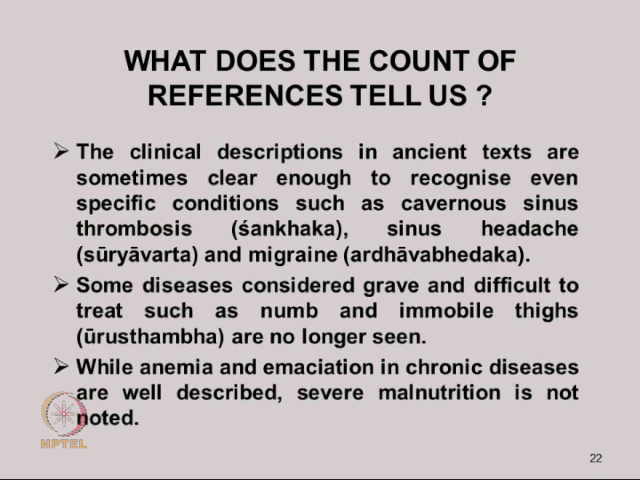 WHAT DOES THE COUNT OF
REFERENCES TELL US ?
➢ The clinical descriptions in ancient texts are
sometimes clear enough to recognise even
specific conditions such as cavernous sinus
thrombosis (śankhaka), sinus headache
(sūryāvarta) and migraine (ardhāvabhedaka).
➢ Some diseases considered grave and difficult to
treat such as numb and immobile thighs
(ūrusthambha) are no longer seen.
➢ While anemia and emaciation in chronic diseases
are well described, severe malnutrition is not
noted.
NPTEL
22